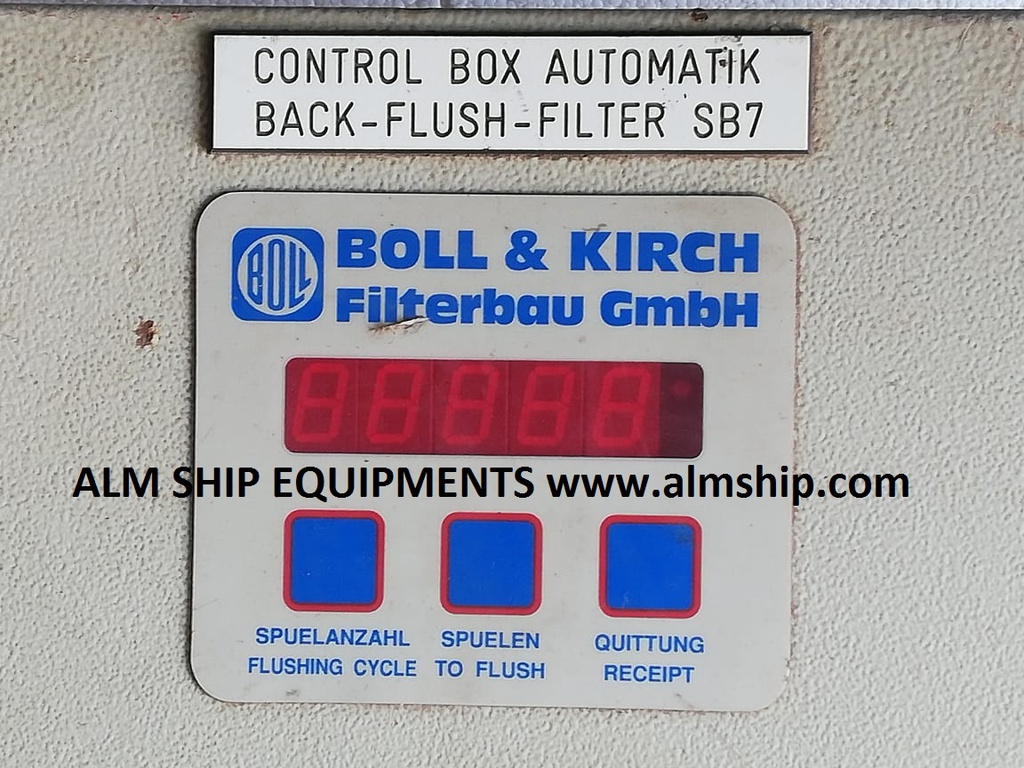 CONTROL BOX AUTOMATIK
BACK-FLUSH-FILTER SB7
BOLL
BOLL & KIRCH
Filterbau GmbH
88888
ALM SHIP EQUIPMENTS www.almship.com
SPUELANZAHL
FLUSHING CYCLE
SPUELEN
TO FLUSH
QUITTUNG
RECEIPT